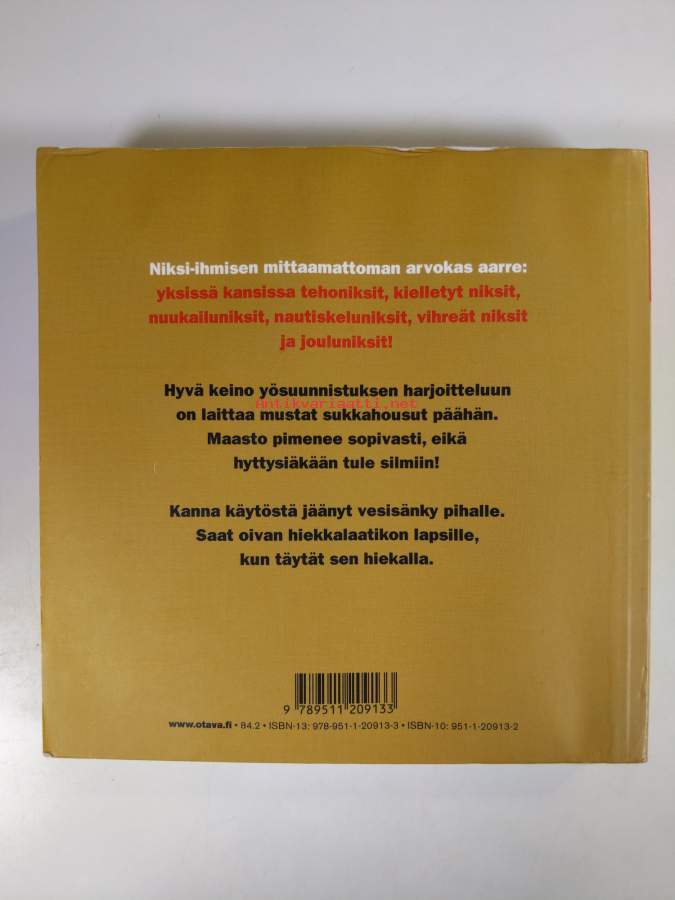 Niksi-ihmisen mittaamattoman arvokas aarre:
yksissä kansissa tehoniksit, kielletyt niksit,
nuukailuniksit, nautiskeluniksit, vihreät niksit
ja jouluniksit!
Hyvä keino yösuunnistuksen harjoitteluun
Antikvariaatti.net
on laittaa mustat sukkahousut päähän.
Maasto pimenee sopivasti, eikä
hyttysiäkään tule silmiin!
Kanna käytöstä jäänyt vesisänky pihalle.
Saat oivan hiekkalaatikon lapsille,
kun täytät sen hiekalla.
9 789511 209133
www.otava.fi • 84.2 • ISBN-13: 978-951-1-20913-3 • ISBN-10: 951-1-20913-2